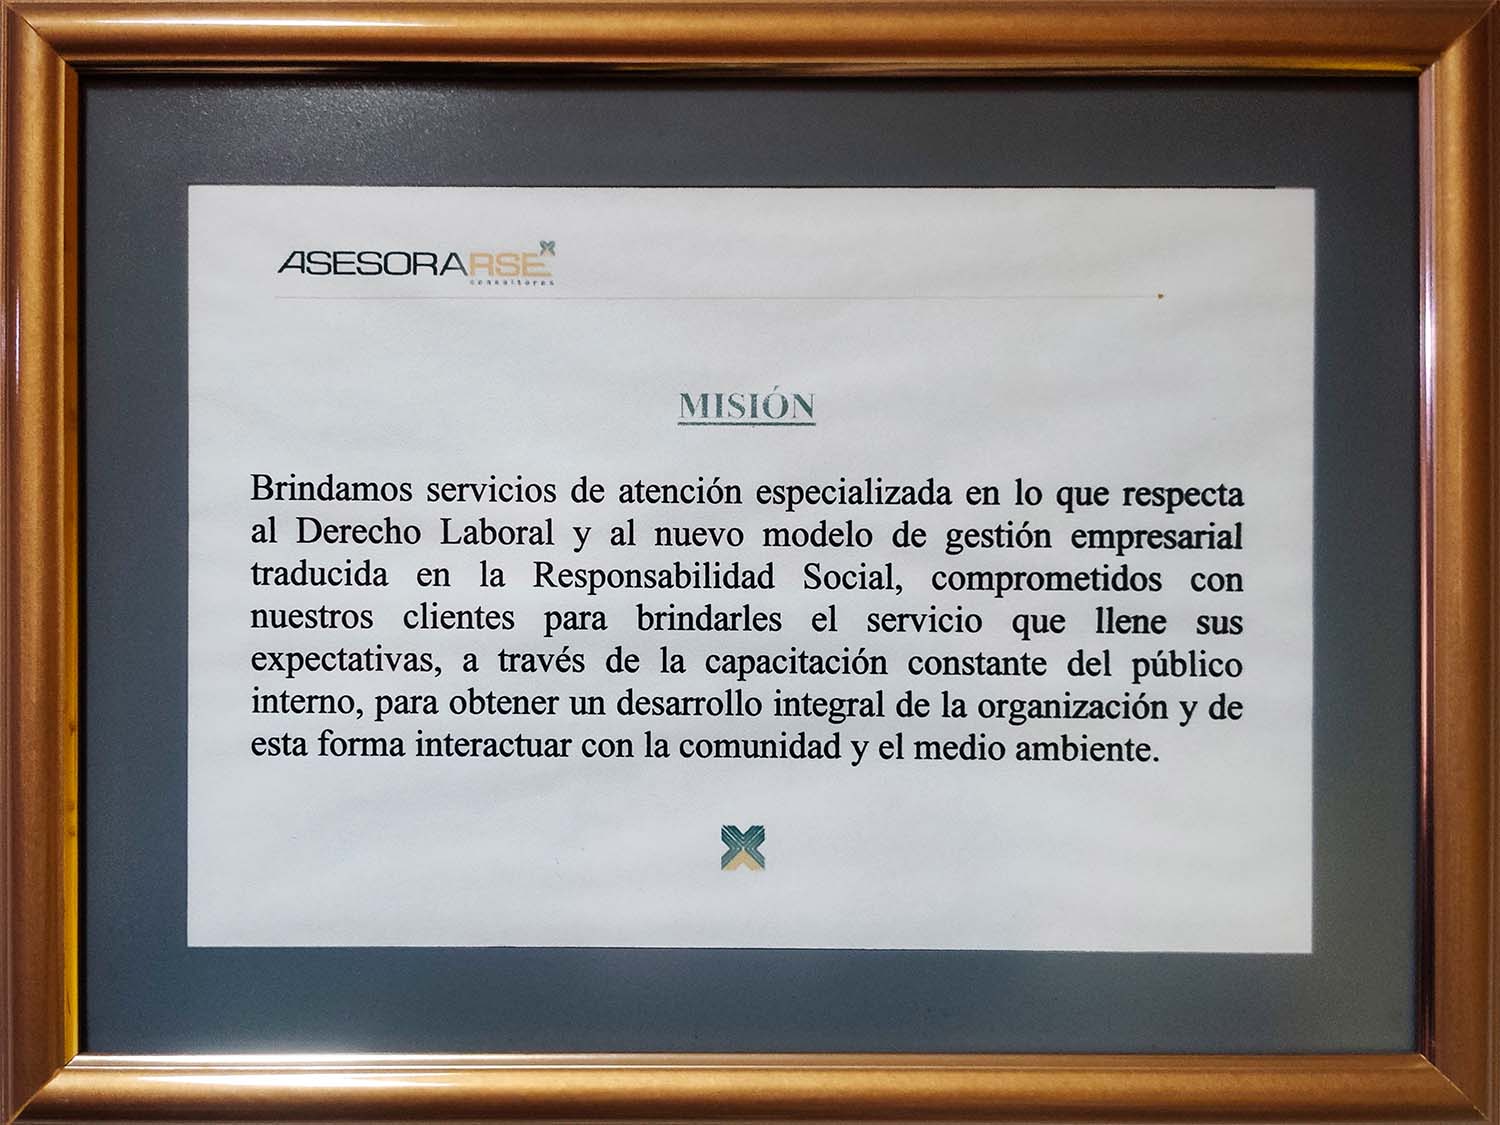 ASESORARSE
consultores
MISIÓN
Brindamos servicios de atención especializada en lo que respecta
al Derecho Laboral y al nuevo modelo de gestión empresarial
traducida en la Responsabilidad Social, comprometidos con
nuestros clientes para brindarles el servicio que llene sus
expectativas, a través de la capacitación constante del público
interno, para obtener un desarrollo integral de la organización y de
esta forma interactuar con la comunidad y el medio ambiente.